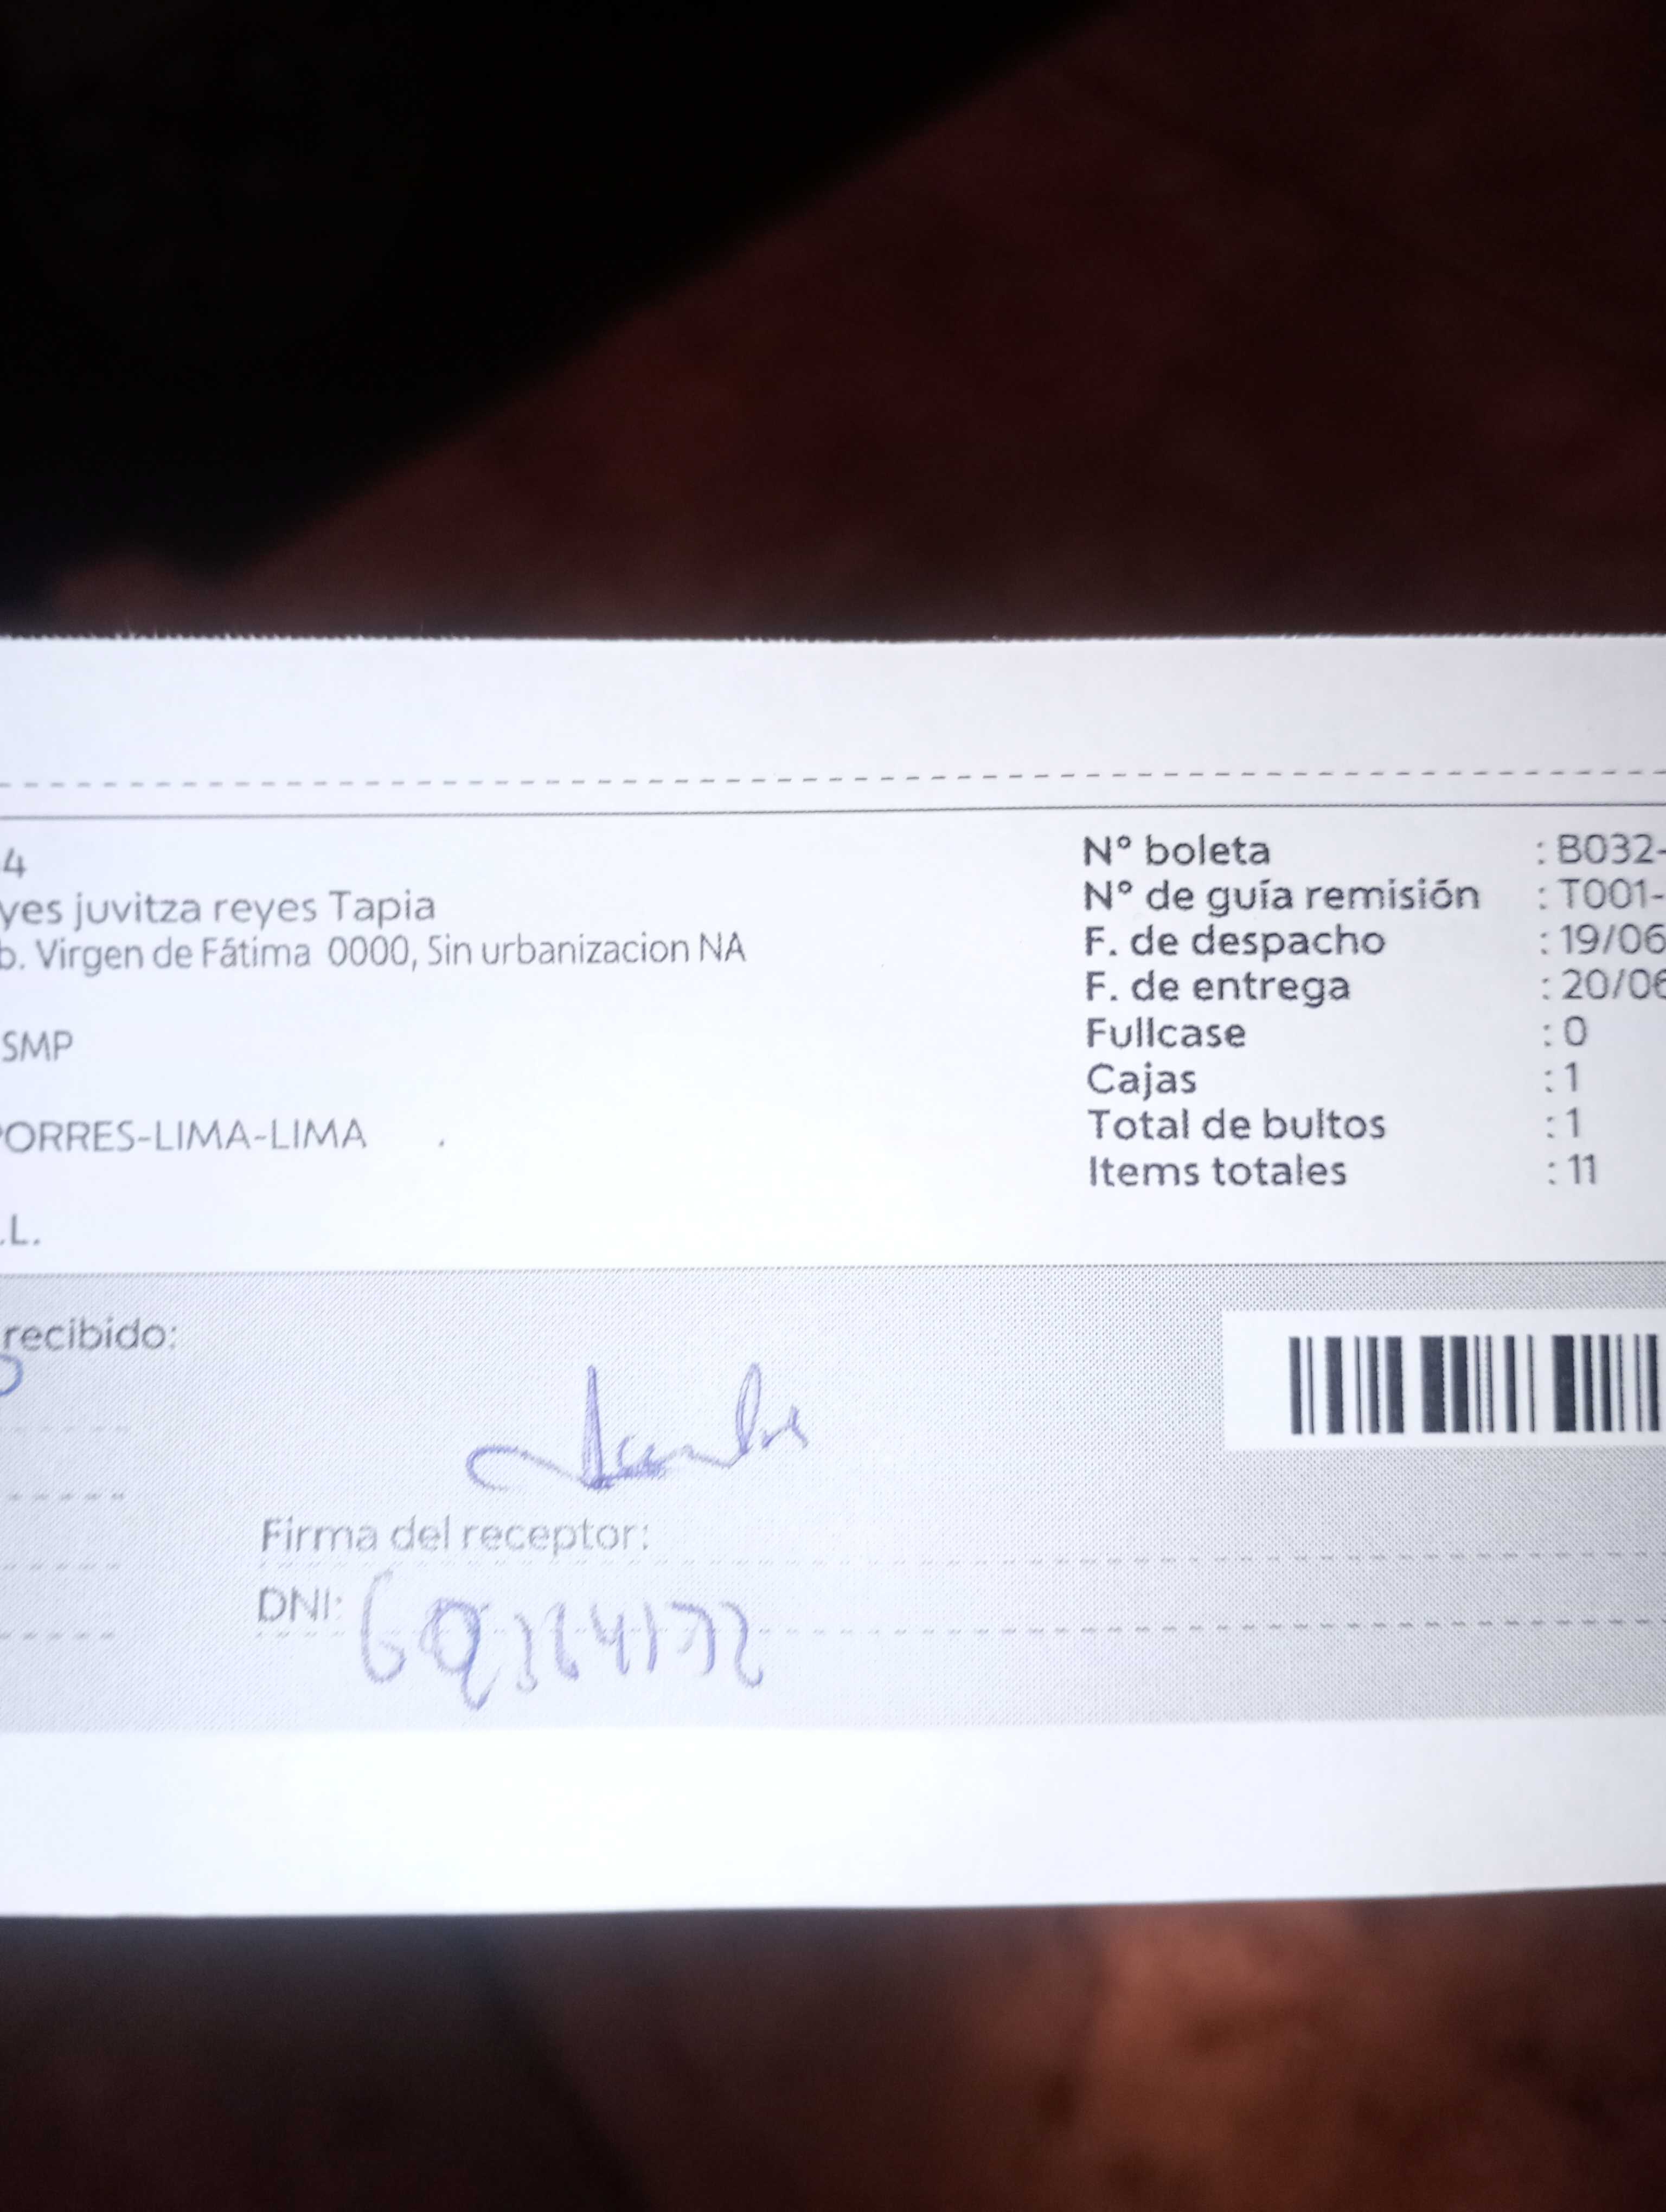 4
yes juvitza reyes Tapia
b. Virgen de Fátima 0000, Sin urbanizacion NA
SMP
PORRES-LIMA-LIMA
.L.
N° boleta : B032-
N° de guía remisión : T001-
F. de despacho : 19/06
F. de entrega : 20/06
Fullcase : 0
Cajas : 1
Total de bultos : 1
Items totales : 11
recibido:
Firma del receptor:
DNI: